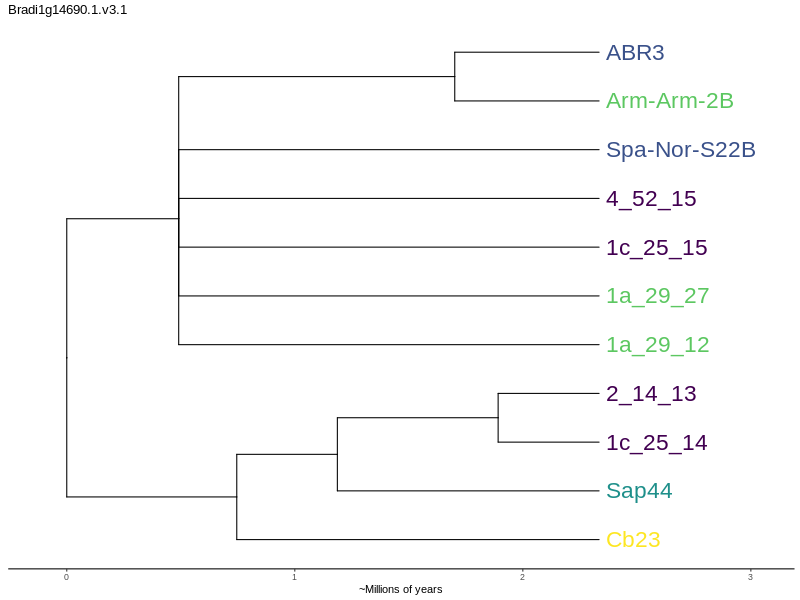 Bradi1g14690.1.v3.1
ABR3
Arm-Arm-2B
Spa-Nor-S22B
4_52_15
1c_25_15
1a_29_27
1a_29_12
2_14_13
1c_25_14
Sap44
Cb23
0 1 2 3
~Millions of years